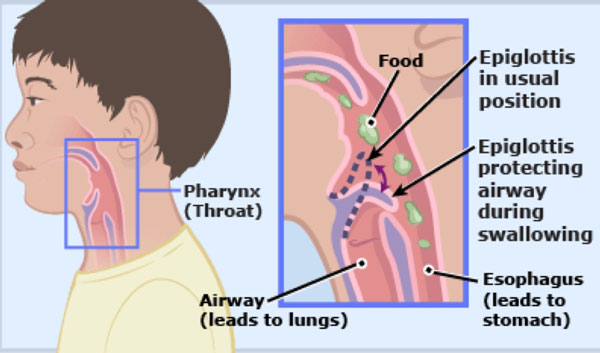 Food
Epiglottis
in usual
position
Epiglottis
protecting
airway
during
swallowing
Pharynx
(Throat)
Airway
(leads to lungs)
Esophagus
(leads to
stomach)